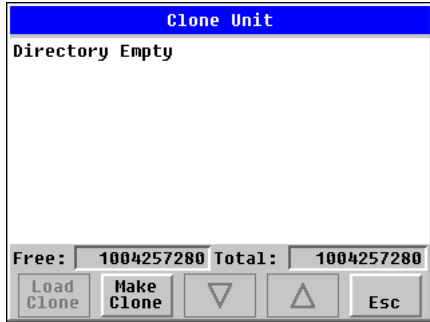 Clone Unit
Directory Empty
Free: 1004257280 Total: 1004257280
Load Make
Clone Clone Esc